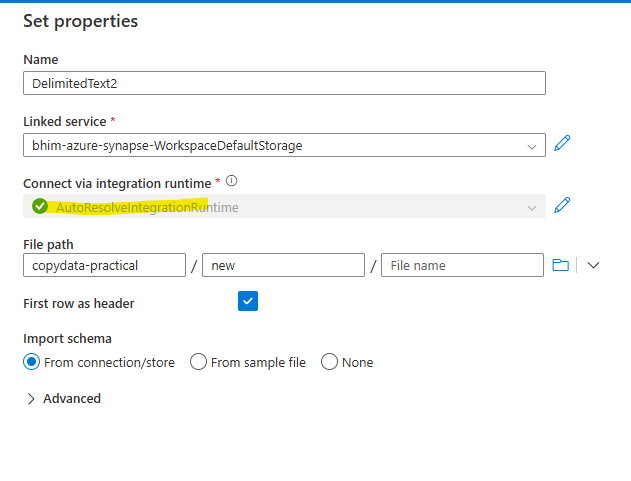 Set properties
Name
DelimitedText2
Linked service *
bhim-azure-synapse-WorkspaceDefaultStorage
Connect via integration runtime *
AutoResolveIntegrationRuntime
File path
copydata-practical / new / File name
First row as header
Import schema
From connection/store From sample file None
Advanced